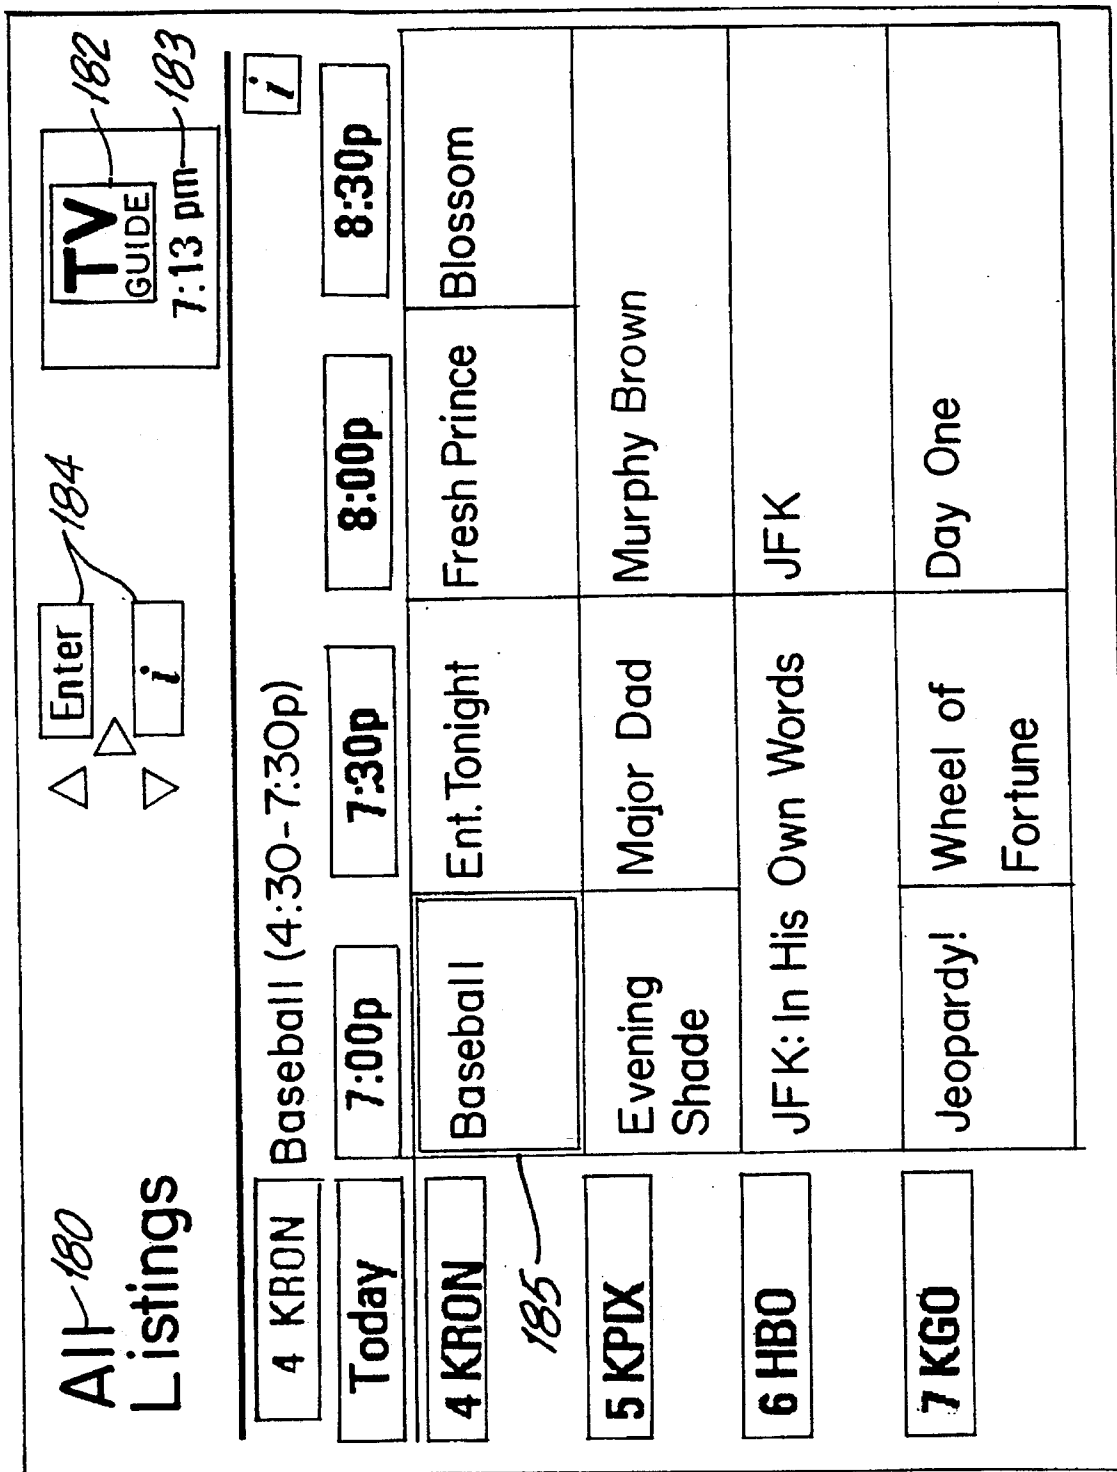 All
Listings
180
Enter
i
184
TV
GUIDE
7:13 pm
182
183
4 KRON
Baseball (4:30-7:30p)
i
Today
7:00p
7:30p
8:00p
8:30p
4 KRON
Baseball
Ent. Tonight
Fresh Prince
Blossom
185
5 KPIX
Evening
Shade
Major Dad
Murphy Brown
6 HBO
JFK: In His Own Words
JFK
7 KGO
Jeopardy!
Wheel of
Fortune
Day One